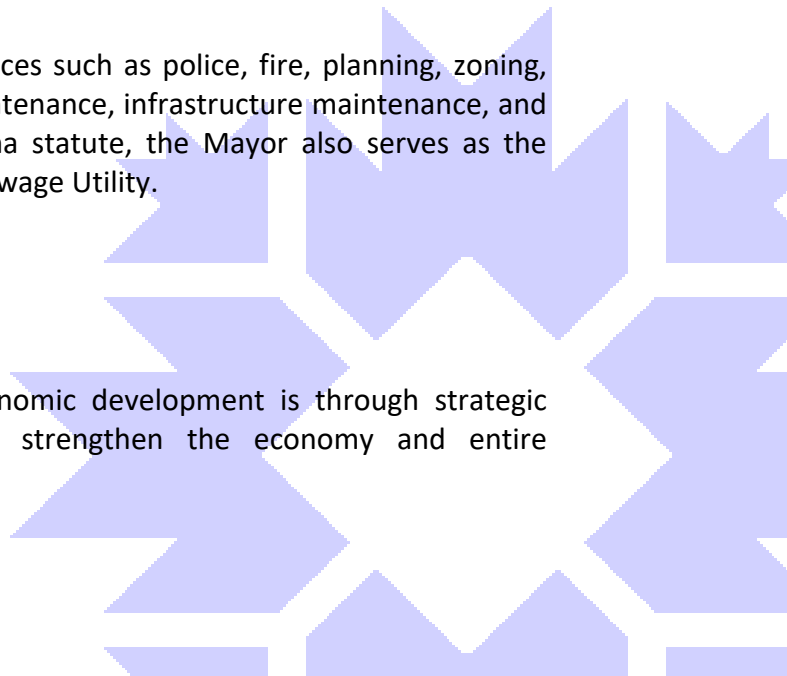 ces such as police, fire, planning, zoning,
tenance, infrastructure maintenance, and
na statute, the Mayor also serves as the
wage Utility.
nomic development is through strategic
strengthen the economy and entire